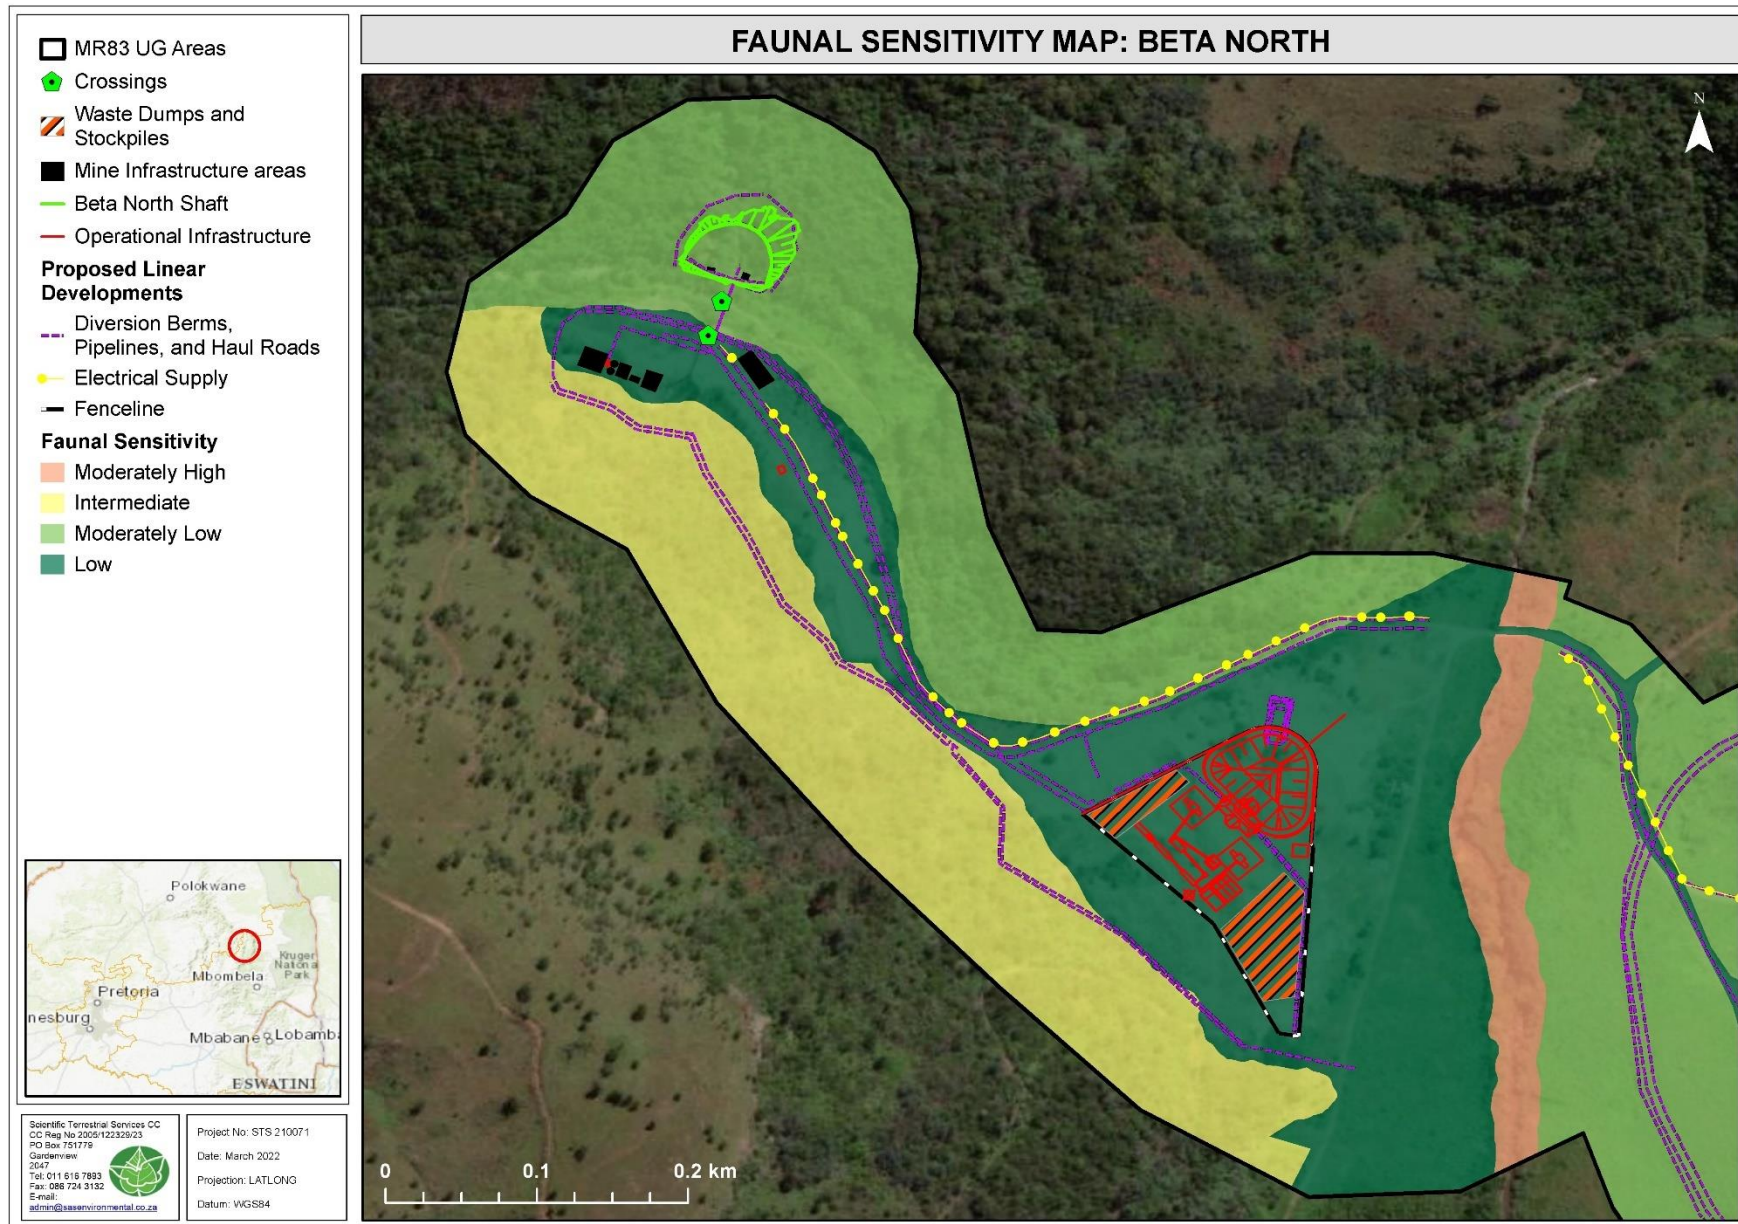 FAUNAL SENSITIVITY MAP: BETA NORTH
MR83 UG Areas
Crossings
Waste Dumps and
Stockpiles
Mine Infrastructure areas
Beta North Shaft
Operational Infrastructure
Proposed Linear
Developments
Diversion Berms,
Pipelines, and Haul Roads
Electrical Supply
Fenceline
Faunal Sensitivity
Moderately High
Intermediate
Moderately Low
Low
N
0 0.1 0.2 km
Polokwane
Kruger
Nationa
Park
Mbombela
Pretoria
nesburg
Mbabane
Lobamba
ESWATINI
Scientific Terrestrial Services CC
CC Reg No 2005/122329/23
PO Box 751779
Gardenview
2047
Tel: 011 616 7893
Fax: 086 724 3132
E-mail:
admin@sasenvironmental.co.za
Project No: STS 210071
Date: March 2022
Projection: LATLONG
Datum: WGS84